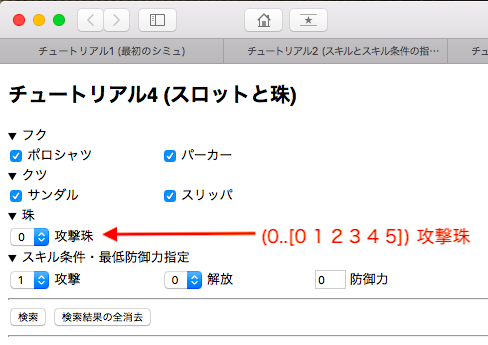 チュートリアル1 (最初のシミュ) チュートリアル2 (スキルとスキル条件の指… チュ
チュートリアル4 (スロットと珠)
▼ フク
ポロシャツ パーカー
▼ クツ
サンダル スリッパ
▼ 珠
0 攻撃珠 (0..[0 1 2 3 4 5]) 攻撃珠
▼ スキル条件・最低防御力指定
1 攻撃 0 解放 0 防御力
検索 検索結果の全消去